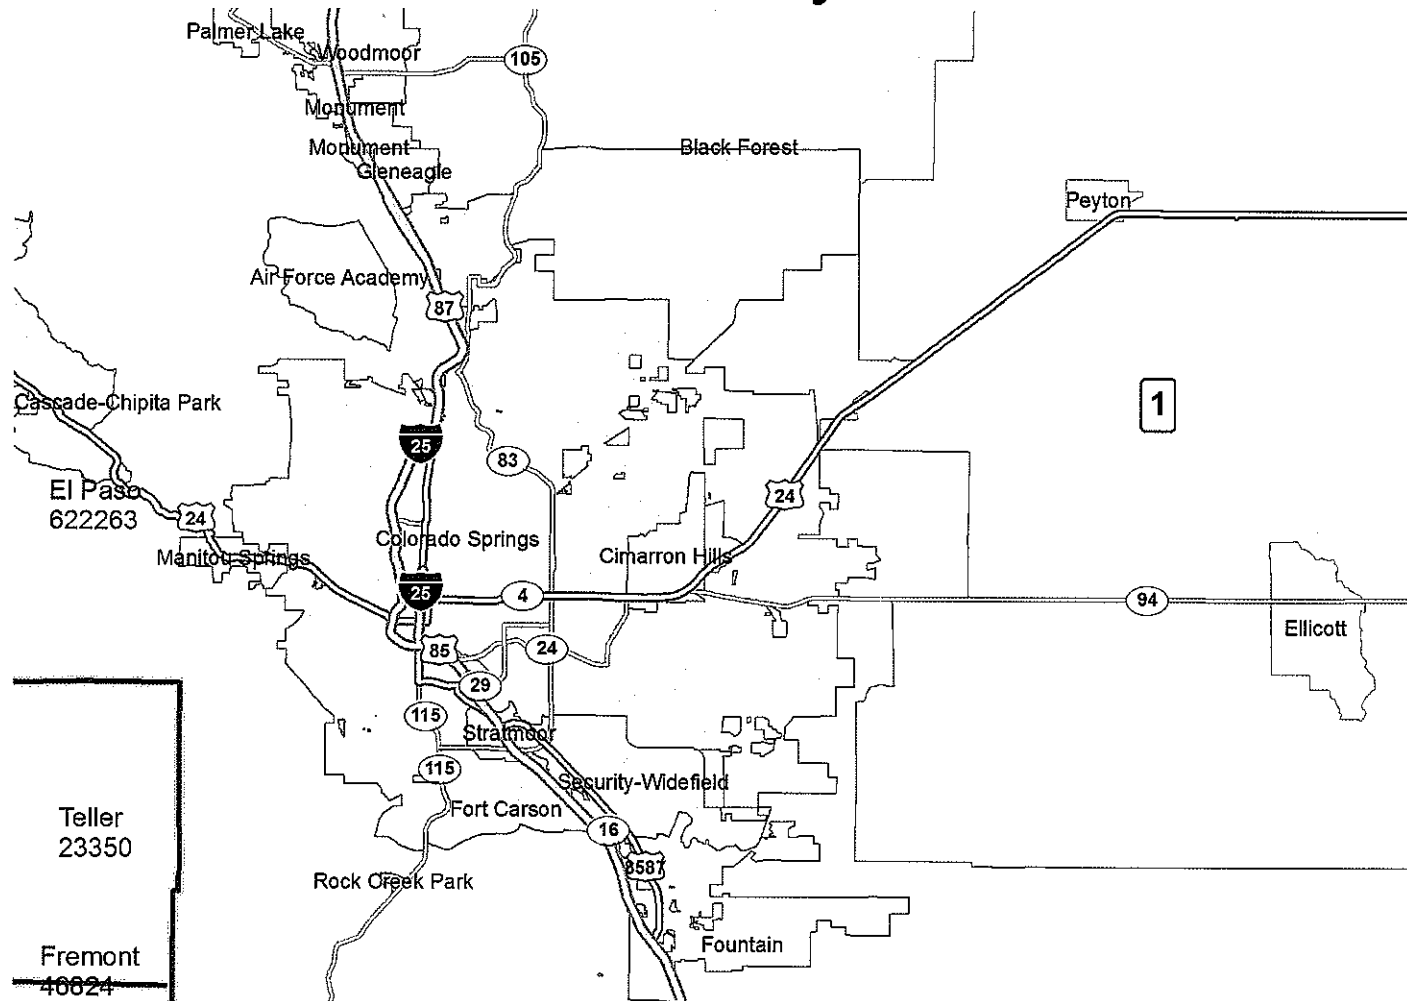 Palmer Lake
Woodmoor
105
Monument
Monument
Black Forest
Gleneagle
Peyton
Air Force Academy
87
Cascade-Chipita Park
1
25
83
El Paso
622263
24
24
Colorado Springs
Manitou Springs
Cimarron Hills
25
4
94
Ellicott
85
24
29
115
Stratmoor
115
Security-Widefield
Teller
23350
Fort Carson
16
8587
Rock Creek Park
Fountain
Fremont
46824